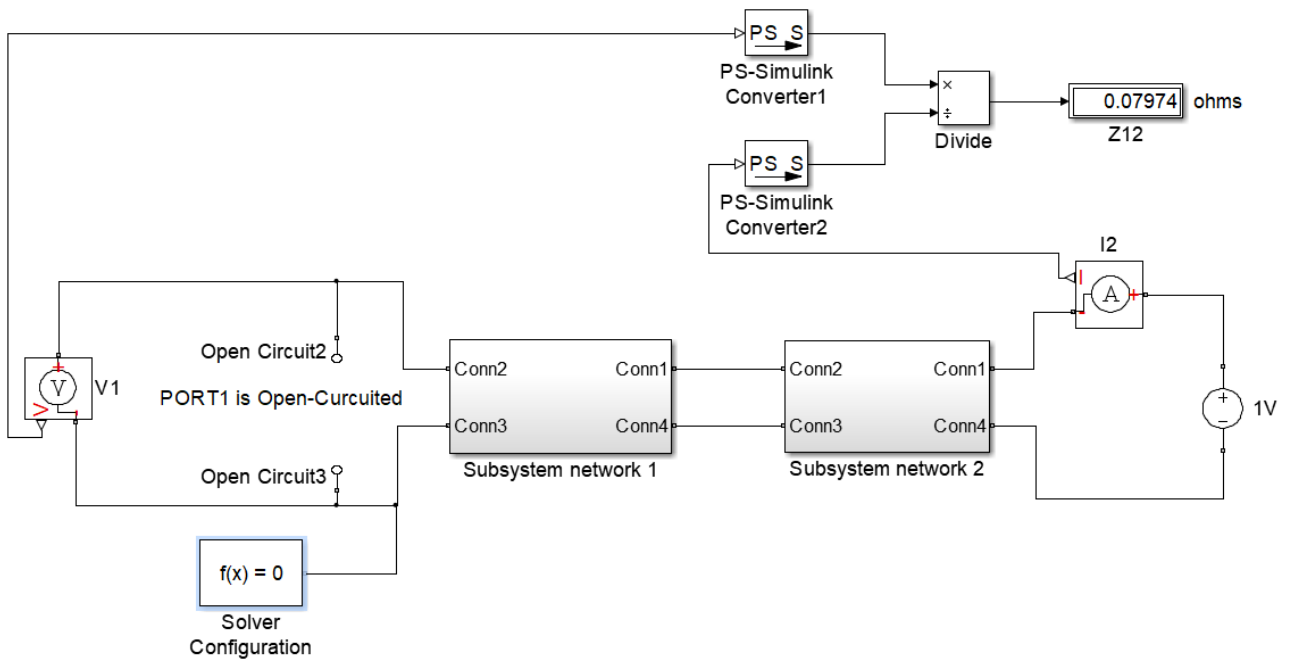 PS S
PS-Simulink
Converter1
×
÷
Divide
0.07974
ohms
Z12
PS S
PS-Simulink
Converter2
I2
I
A
+
-
Open Circuit2
+
V
V
-
V1
PORT1 is Open-Curcuited
Open Circuit3
Conn2
Conn1
Conn3
Conn4
Subsystem network 1
Conn2
Conn1
Conn3
Conn4
Subsystem network 2
+
−
1V
f(x) = 0
Solver
Configuration